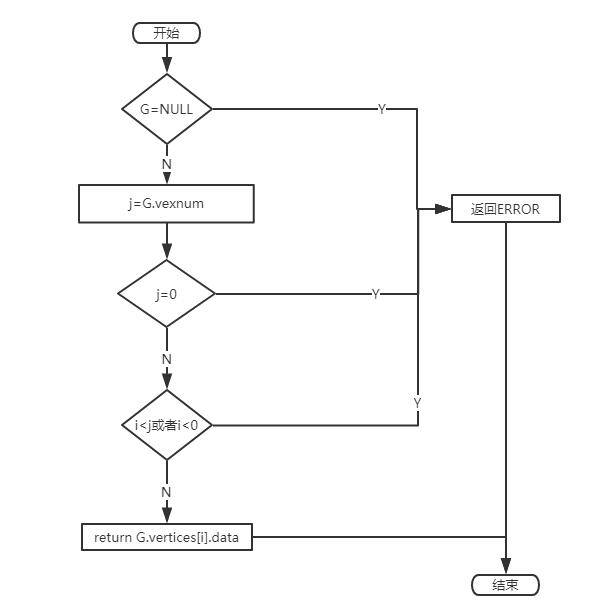 开始
G=NULL
Y
N
j=G.vexnum
返回ERROR
j=0
Y
N
Y
i<j或者i<0
N
return G.vertices[i].data
结束